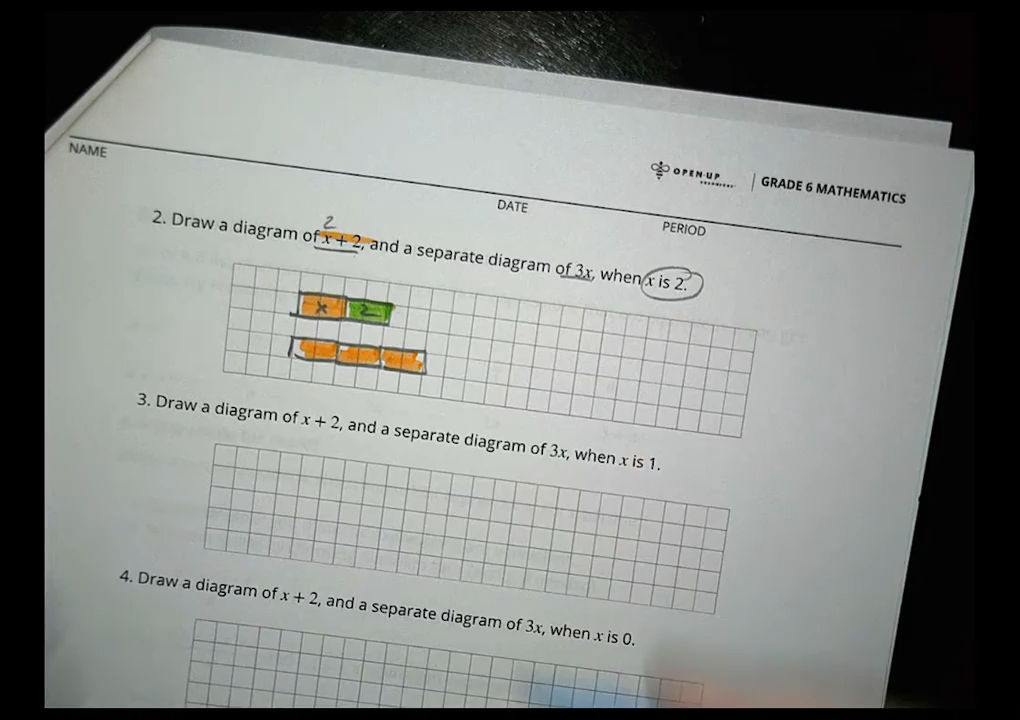 NAME
DATE
PERIOD
OPEN-UP
GRADE 6 MATHEMATICS
2
2. Draw a diagram of x + 2, and a separate diagram of 3x, when x is 2.
x 2
3. Draw a diagram of x + 2, and a separate diagram of 3x, when x is 1.
4. Draw a diagram of x + 2, and a separate diagram of 3x, when x is 0.